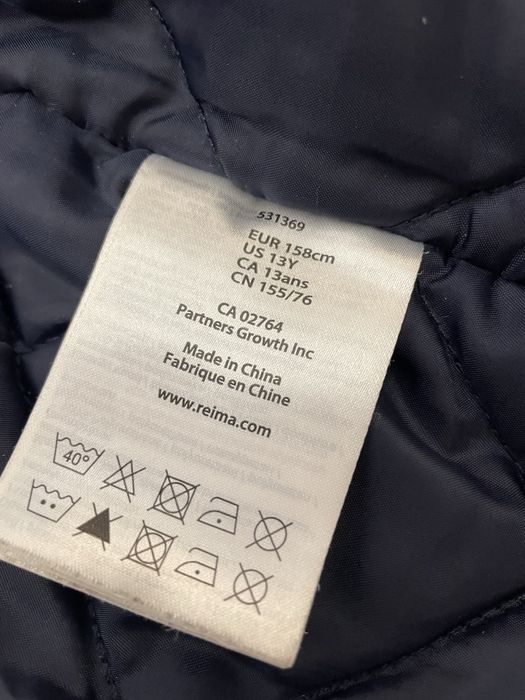 531369
EUR 158cm
US 13Y
CA 13ans
CN 155/76
CA 02764
Partners Growth Inc
Made in China
Fabrique en Chine
www.reima.com
40°